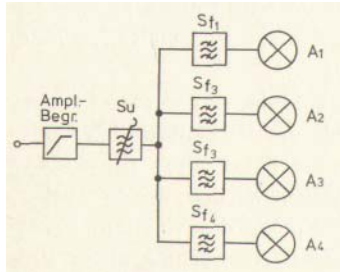 Sf1
A1
Ampl.-
Begr.
Su
Sf3
A2
Sf3
A3
Sf4
A4